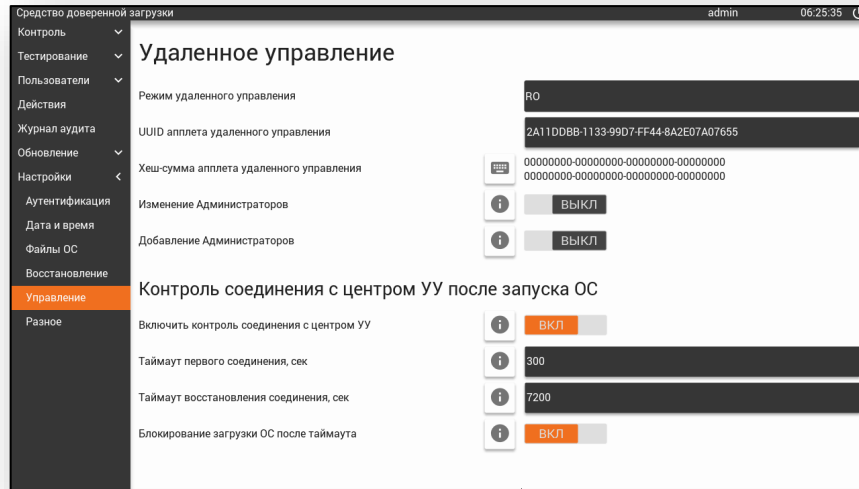 Средство доверенной загрузки admin 06:25:35
Контроль
Тестирование
Пользователи
Действия
Журнал аудита
Обновление
Настройки
Аутентификация
Дата и время
Файлы ОС
Восстановление
Управление
Разное
Удаленное управление
Режим удаленного управления RO
UUID апплета удаленного управления 2A11DDBB-1133-99D7-FF44-8A2E07A07655
Хеш-сумма апплета удаленного управления 00000000-00000000-00000000-00000000
00000000-00000000-00000000-00000000
Изменение Администраторов ВЫКЛ
Добавление Администраторов ВЫКЛ
Контроль соединения с центром УУ после запуска ОС
Включить контроль соединения с центром УУ ВКЛ
Таймаут первого соединения, сек 300
Таймаут восстановления соединения, сек 7200
Блокирование загрузки ОС после таймаута ВКЛ